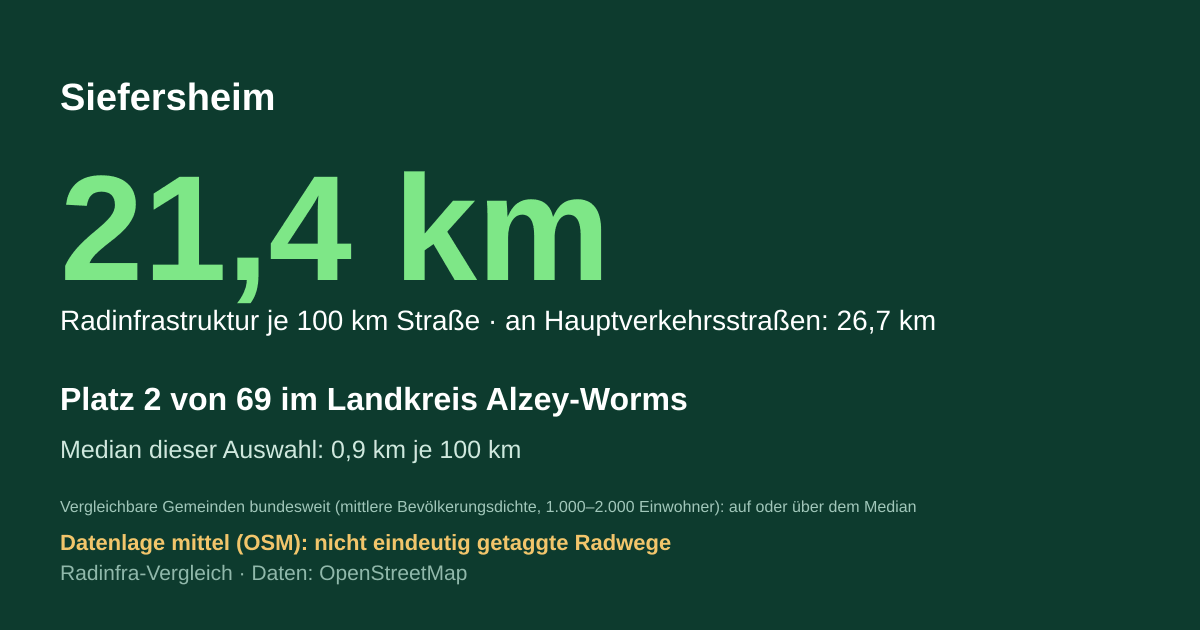 Siefersheim
21,4 km
Radinfrastruktur je 100 km Straße · an Hauptverkehrsstraßen: 26,7 km
Platz 2 von 69 im Landkreis Alzey-Worms
Median dieser Auswahl: 0,9 km je 100 km
Vergleichbare Gemeinden bundesweit (mittlere Bevölkerungsdichte, 1.000–2.000 Einwohner): auf oder über dem Median
Datenlage mittel (OSM): nicht eindeutig getaggte Radwege
Radinfra-Vergleich · Daten: OpenStreetMap